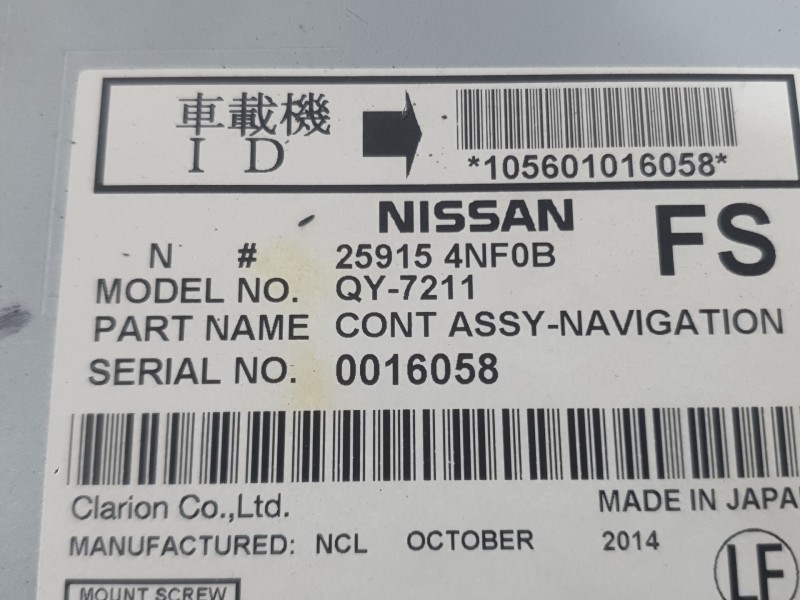 車載機
ID
*105601016058*
NISSAN
FS
N # 25915 4NF0B
MODEL NO. QY-7211
PART NAME CONT ASSY-NAVIGATION
SERIAL NO. 0016058
Clarion Co.,Ltd. MADE IN JAPA
MANUFACTURED: NCL OCTOBER 2014
LF
MOUNT SCREW